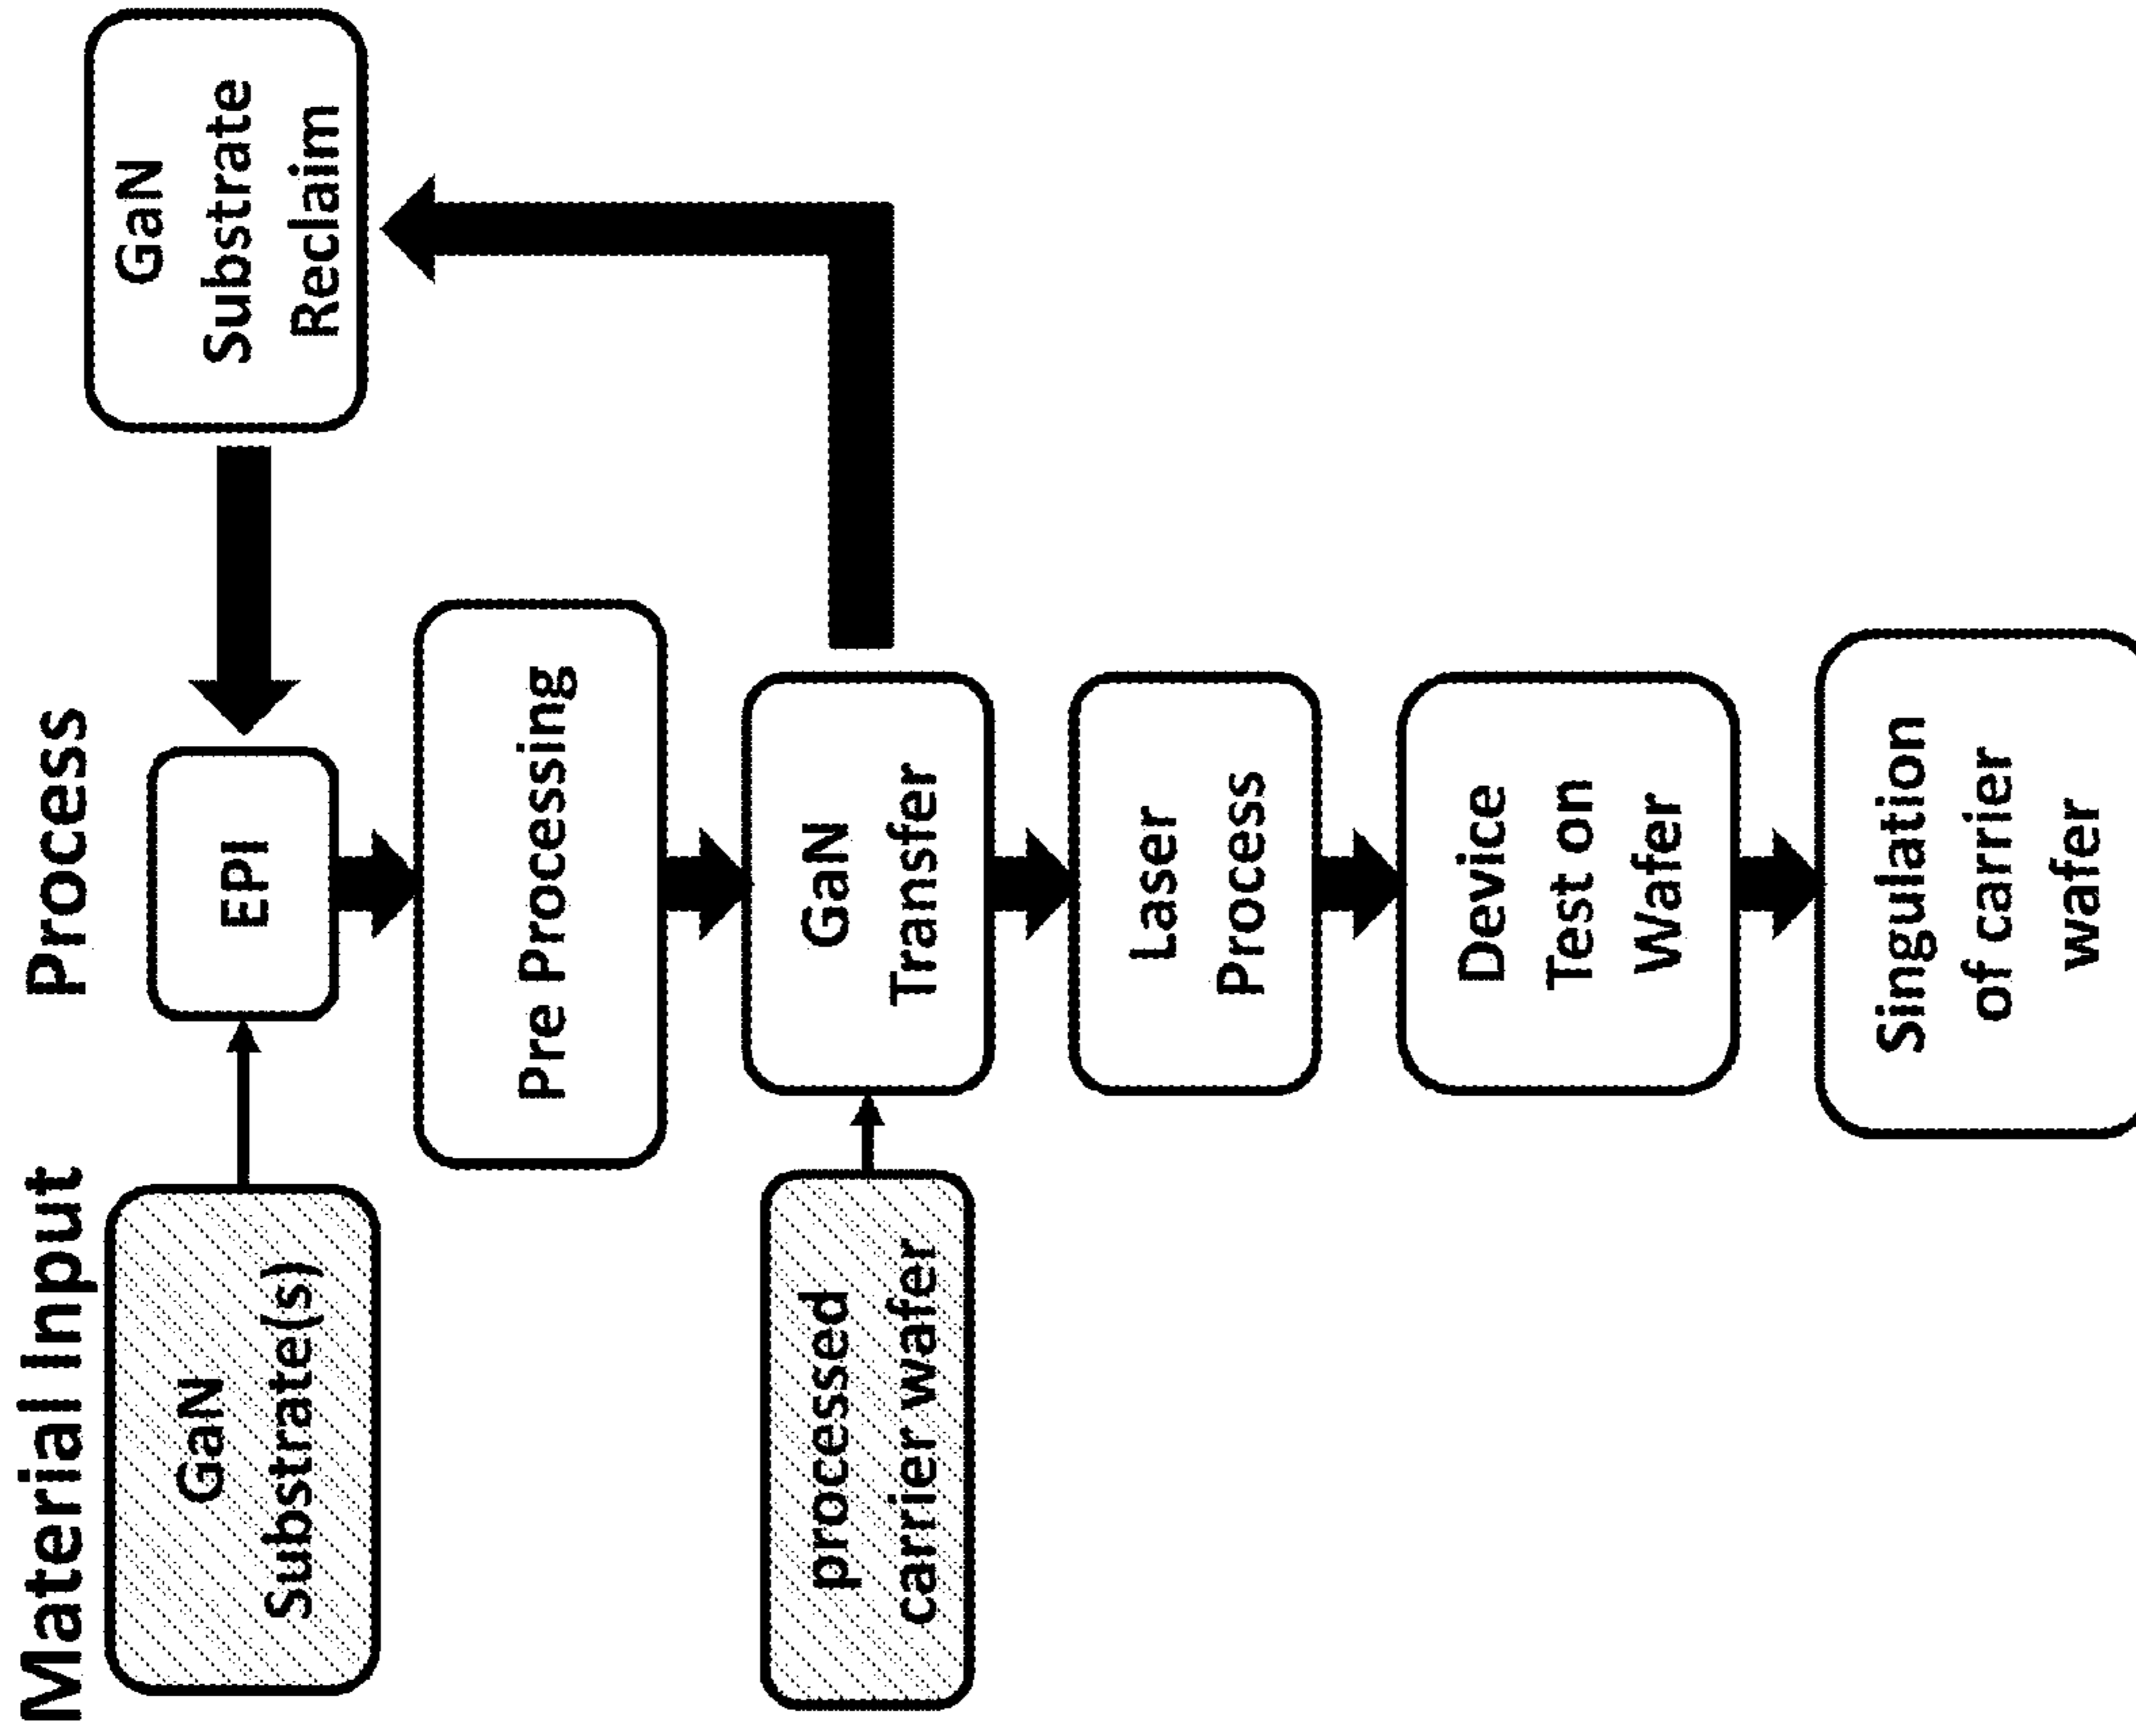 Material Input
Process
GaN
Substrate(s)
EPI
GaN
Substrate
Reclaim
Pre Processing
processed
carrier wafer
GaN
Transfer
Laser
Process
Device
Test on
Wafer
Singulation
of carrier
wafer